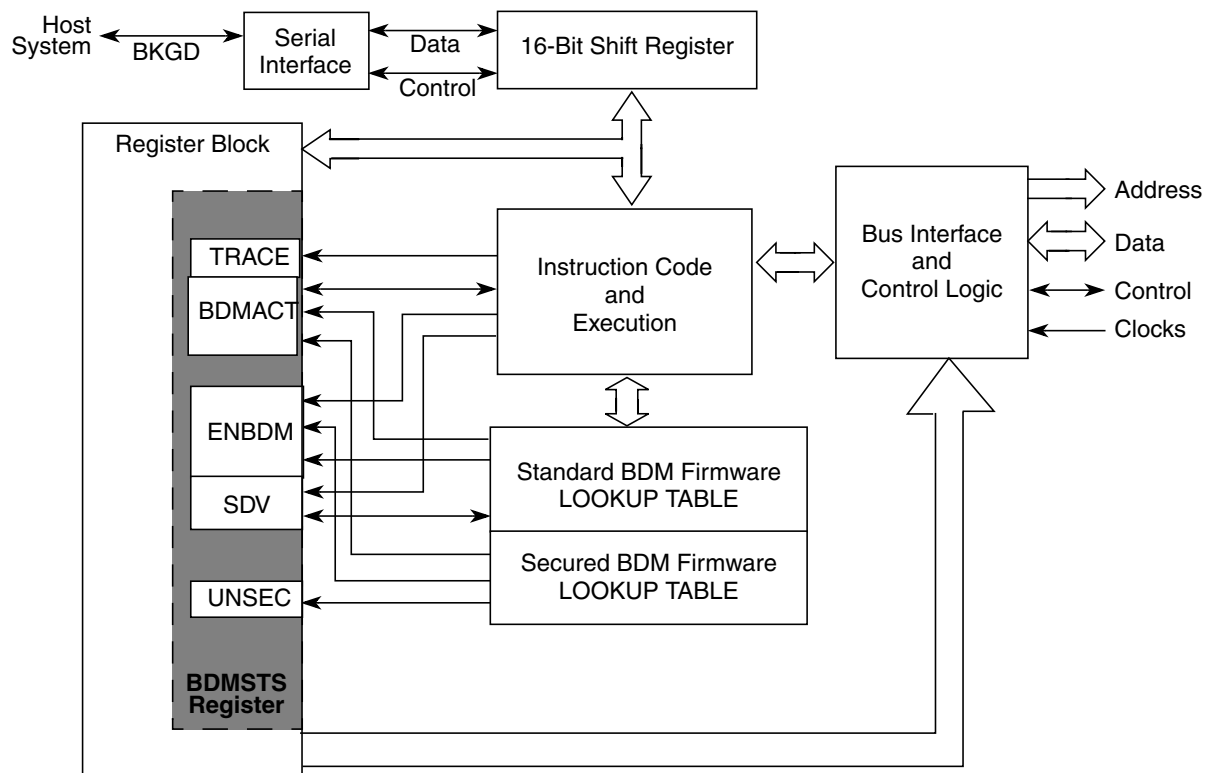 Host
System
BKGD
Serial
Interface
Data
Control
16-Bit Shift Register
Register Block
TRACE
BDMACT
ENBDM
SDV
UNSEC
BDMSTS
Register
Instruction Code
and
Execution
Standard BDM Firmware
LOOKUP TABLE
Secured BDM Firmware
LOOKUP TABLE
Bus Interface
and
Control Logic
Address
Data
Control
Clocks